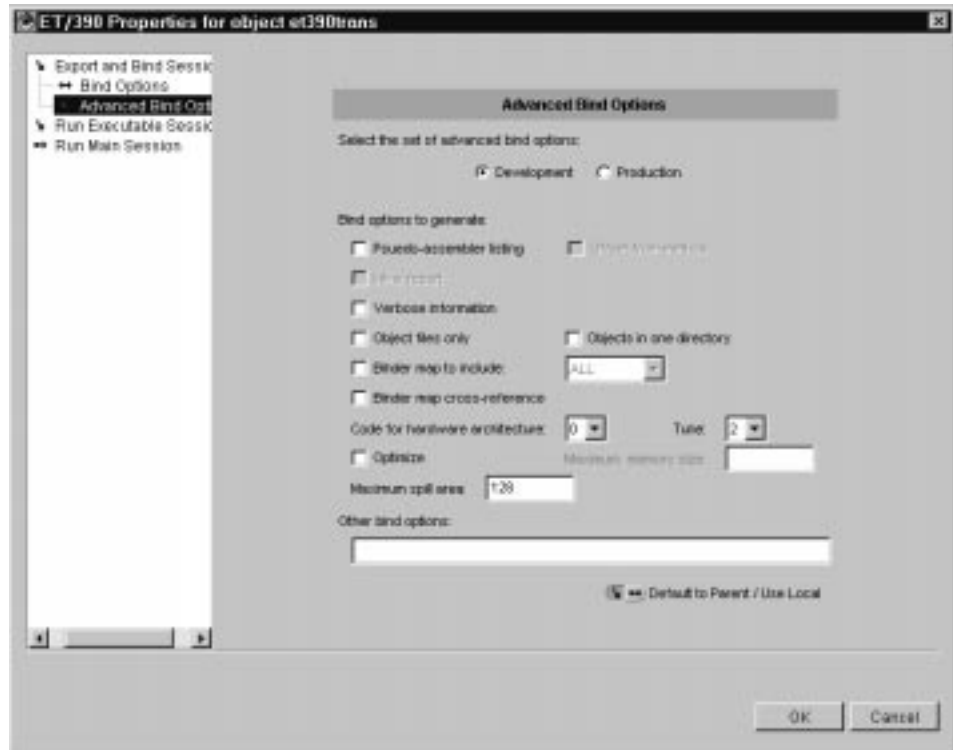 ET/390 Properties for object et390trans
Export and Bind Sessic
Bind Options
Advanced Bind Opt
Run Executable Sessic
Run Main Session
Advanced Bind Options
Select the set of advanced bind options:
Development Production
Bind options to generate:
Psuedo-assembler listing
Verbose information
Object files only Objects in one directory
Binder map to include: ALL
Binder map cross-reference
Code for hardware architecture: 0 Tune: 2
Optimize Maximum memory size:
Maximum spill area: 128
Other bind options:
Default to Parent / Use Local
OK Cancel